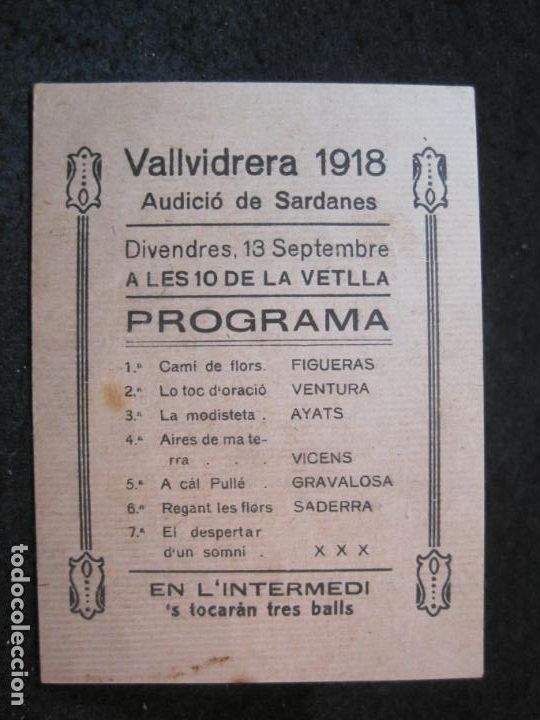 Vallvidrera 1918
Audició de Sardanes
Divendres, 13 Septembre
A LES 10 DE LA VETLLA
PROGRAMA
1.ª Camí de flors. FIGUERAS
2.ª Lo toc d'oració VENTURA
3.ª La modisteta . AYATS
4.ª Aires de ma te-
rra . . . VICENS
5.ª A cál Pullé . GRAVALOSA
6.ª Regant les flors SADERRA
7.ª El despertar
d'un somni . X X X
EN L'INTERMEDI
's tocarán tres balls
todocoleccion